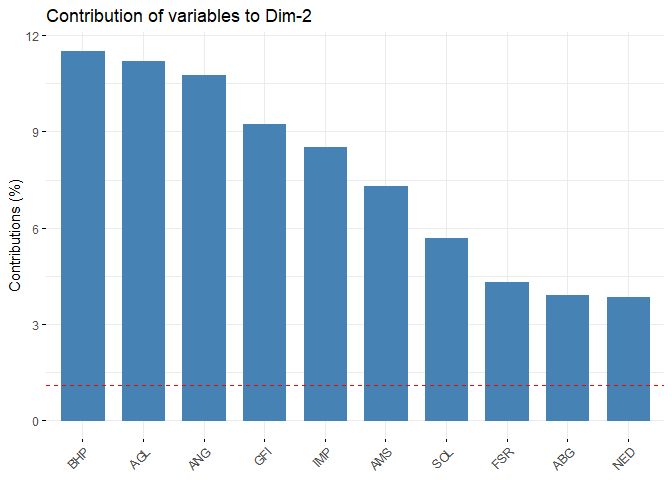 Contribution of variables to Dim-2
Contributions (%)
12
9
6
3
0
BHP
AGL
ANG
GFI
IMP
AMS
SOL
FSR
ABG
NED